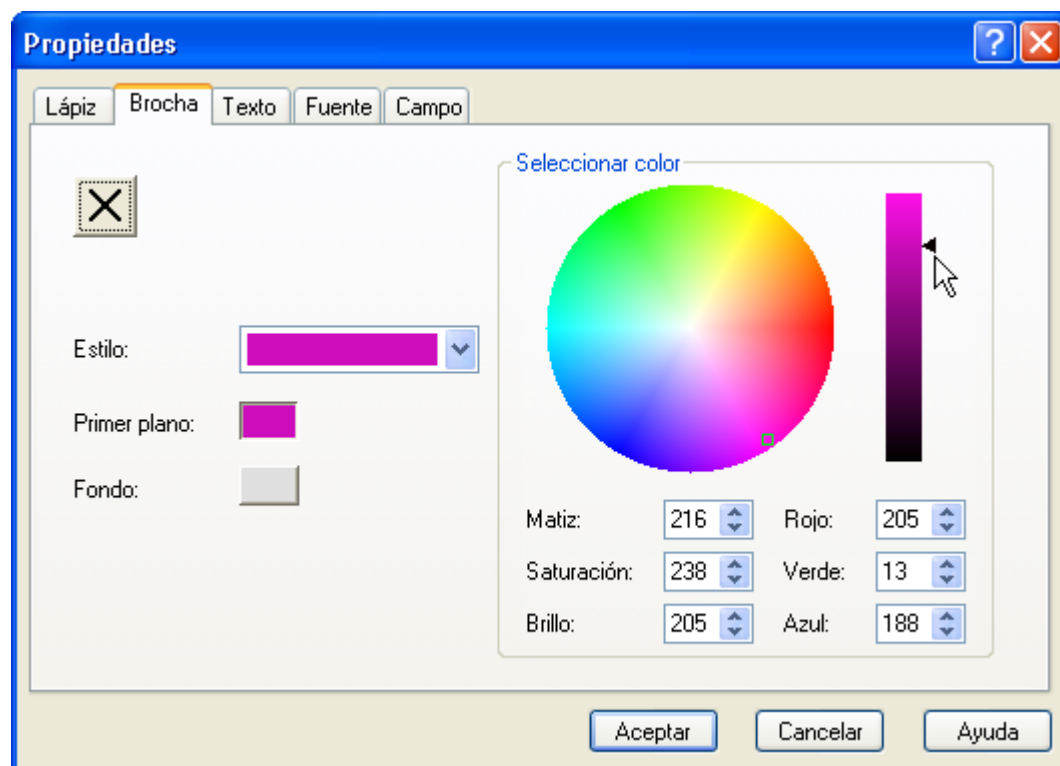 Propiedades
Lápiz Brocha Texto Fuente Campo
Seleccionar color
Estilo:
Primer plano:
Fondo:
Matiz: 216 Rojo: 205
Saturación: 238 Verde: 13
Brillo: 205 Azul: 188
Aceptar Cancelar Ayuda